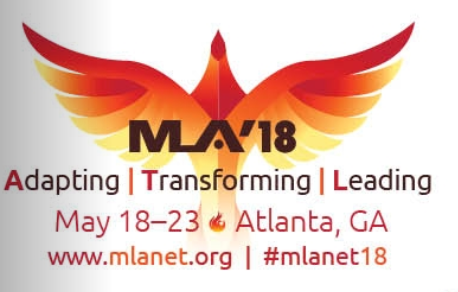 MLA'18
Adapting | Transforming | Leading
May 18–23 Atlanta, GA
www.mlanet.org | #mlanet18